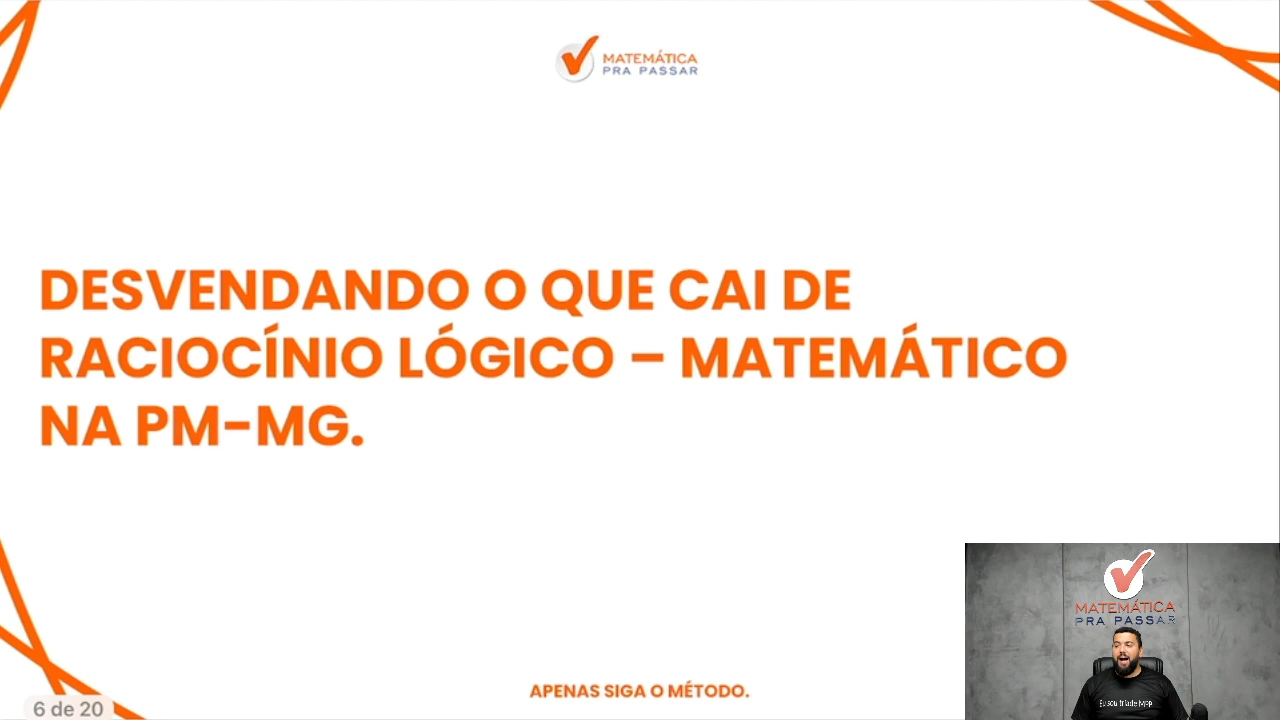 MATEMÁTICA
PRA PASSAR
DESVENDANDO O QUE CAI DE
RACIOCÍNIO LÓGICO – MATEMÁTICO
NA PM-MG.
MATEMÁTICA
PRA PASSAR
APENAS SIGA O MÉTODO.
6 de 20